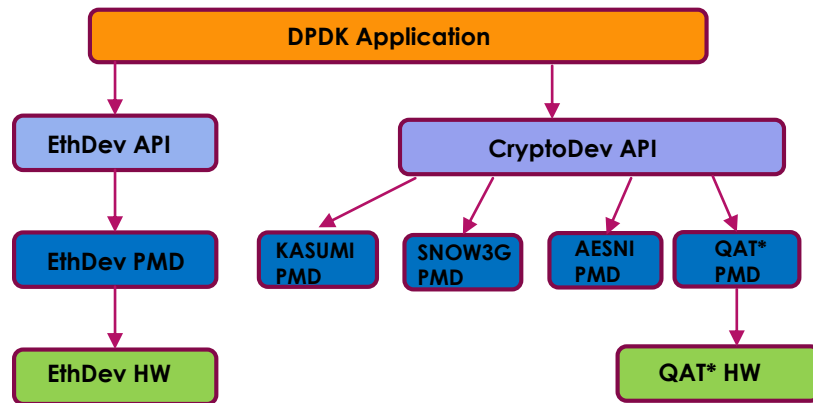 DPDK Application
EthDev API
CryptoDev API
EthDev PMD
KASUMI
PMD
SNOW3G
PMD
AESNI
PMD
QAT*
PMD
EthDev HW
QAT* HW